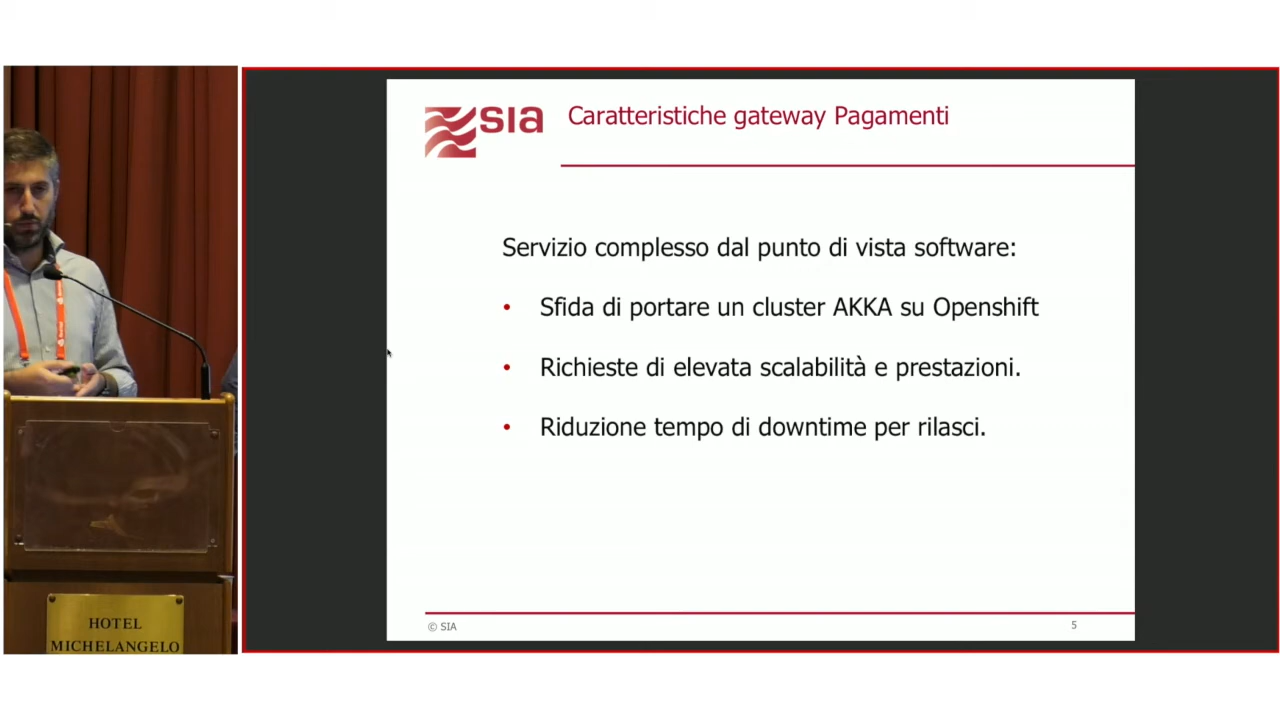 SIA
Caratteristiche gateway Pagamenti
Servizio complesso dal punto di vista software:
• Sfida di portare un cluster AKKA su Openshift
• Richieste di elevata scalabilità e prestazioni.
• Riduzione tempo di downtime per rilasci.
© SIA
5
HOTEL
MICHELANGELO